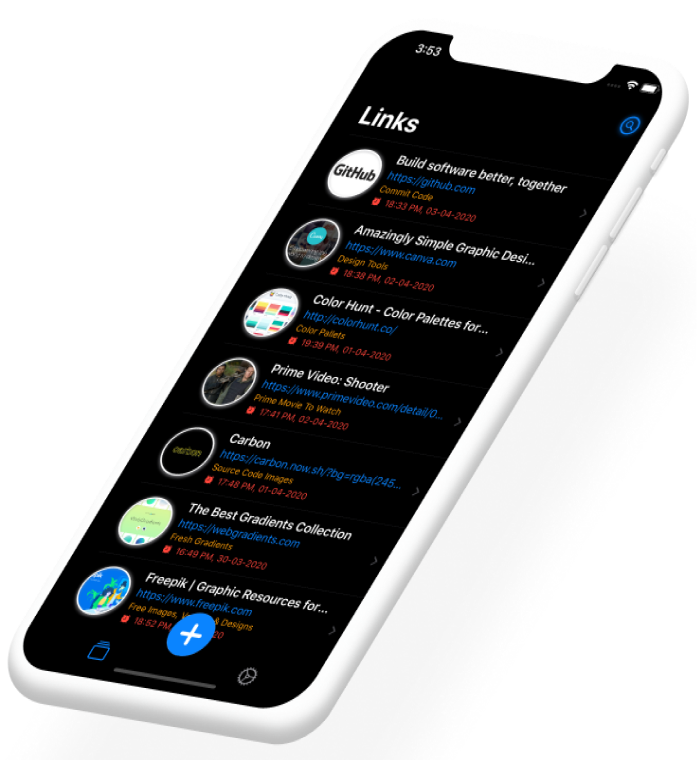 3:53
Links
GitHub
Build software better, together
https://github.com
Commit Code
18:33 PM, 03-04-2020
Amazingly Simple Graphic Desi...
https://www.canva.com
Design Tools
18:38 PM, 02-04-2020
Color Hunt - Color Palettes for...
http://colorhunt.co/
Color Pallets
19:39 PM, 01-04-2020
Prime Video: Shooter
https://www.primevideo.com/detail/0...
Prime Movie To Watch
17:41 PM, 02-04-2020
carbon
Carbon
https://carbon.now.sh/?bg=rgba(245...
Source Code Images
17:48 PM, 01-04-2020
The Best Gradients Collection
https://webgradients.com
Fresh Gradients
16:49 PM, 30-03-2020
Freepik | Graphic Resources for...
https://www.freepik.com
Free Images, & Designs
18:52 PM 20